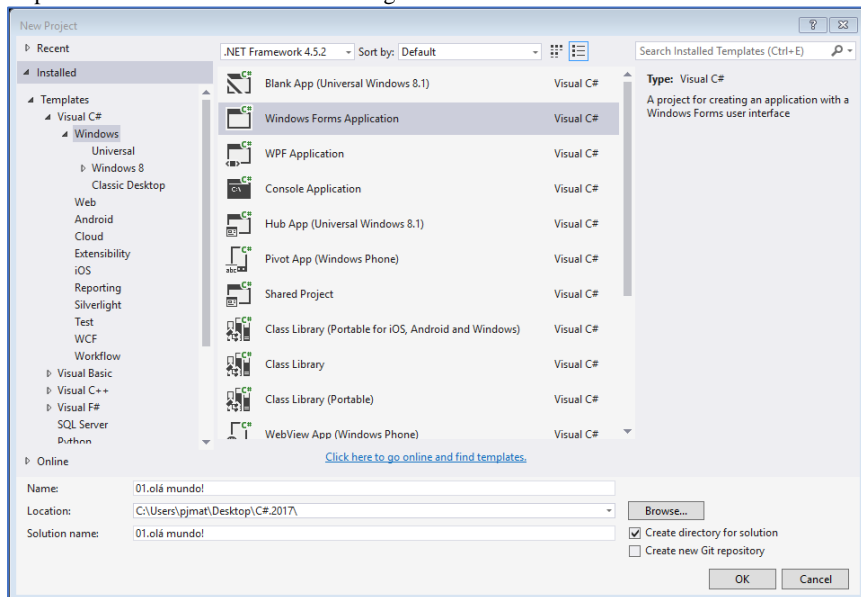 New Project
Recent
.NET Framework 4.5.2 Sort by: Default
Search Installed Templates (Ctrl+E)
Installed
Templates
Visual C#
Windows
Universal
Windows 8
Classic Desktop
Web
Android
Cloud
Extensibility
iOS
Reporting
Silverlight
Test
WCF
Workflow
Visual Basic
Visual C++
Visual F#
SQL Server
Python
Online
Blank App (Universal Windows 8.1) Visual C#
Windows Forms Application Visual C#
WPF Application Visual C#
Console Application Visual C#
Hub App (Universal Windows 8.1) Visual C#
Pivot App (Windows Phone) Visual C#
Shared Project Visual C#
Class Library (Portable for iOS, Android and Windows) Visual C#
Class Library Visual C#
Class Library (Portable) Visual C#
WebView App (Windows Phone) Visual C#
Click here to go online and find templates.
Type: Visual C#
A project for creating an application with a
Windows Forms user interface
Name: 01.olá mundo!
Location: C:\Users\pjmat\Desktop\C#.2017\ Browse...
Solution name: 01.olá mundo!
Create directory for solution
Create new Git repository
OK Cancel